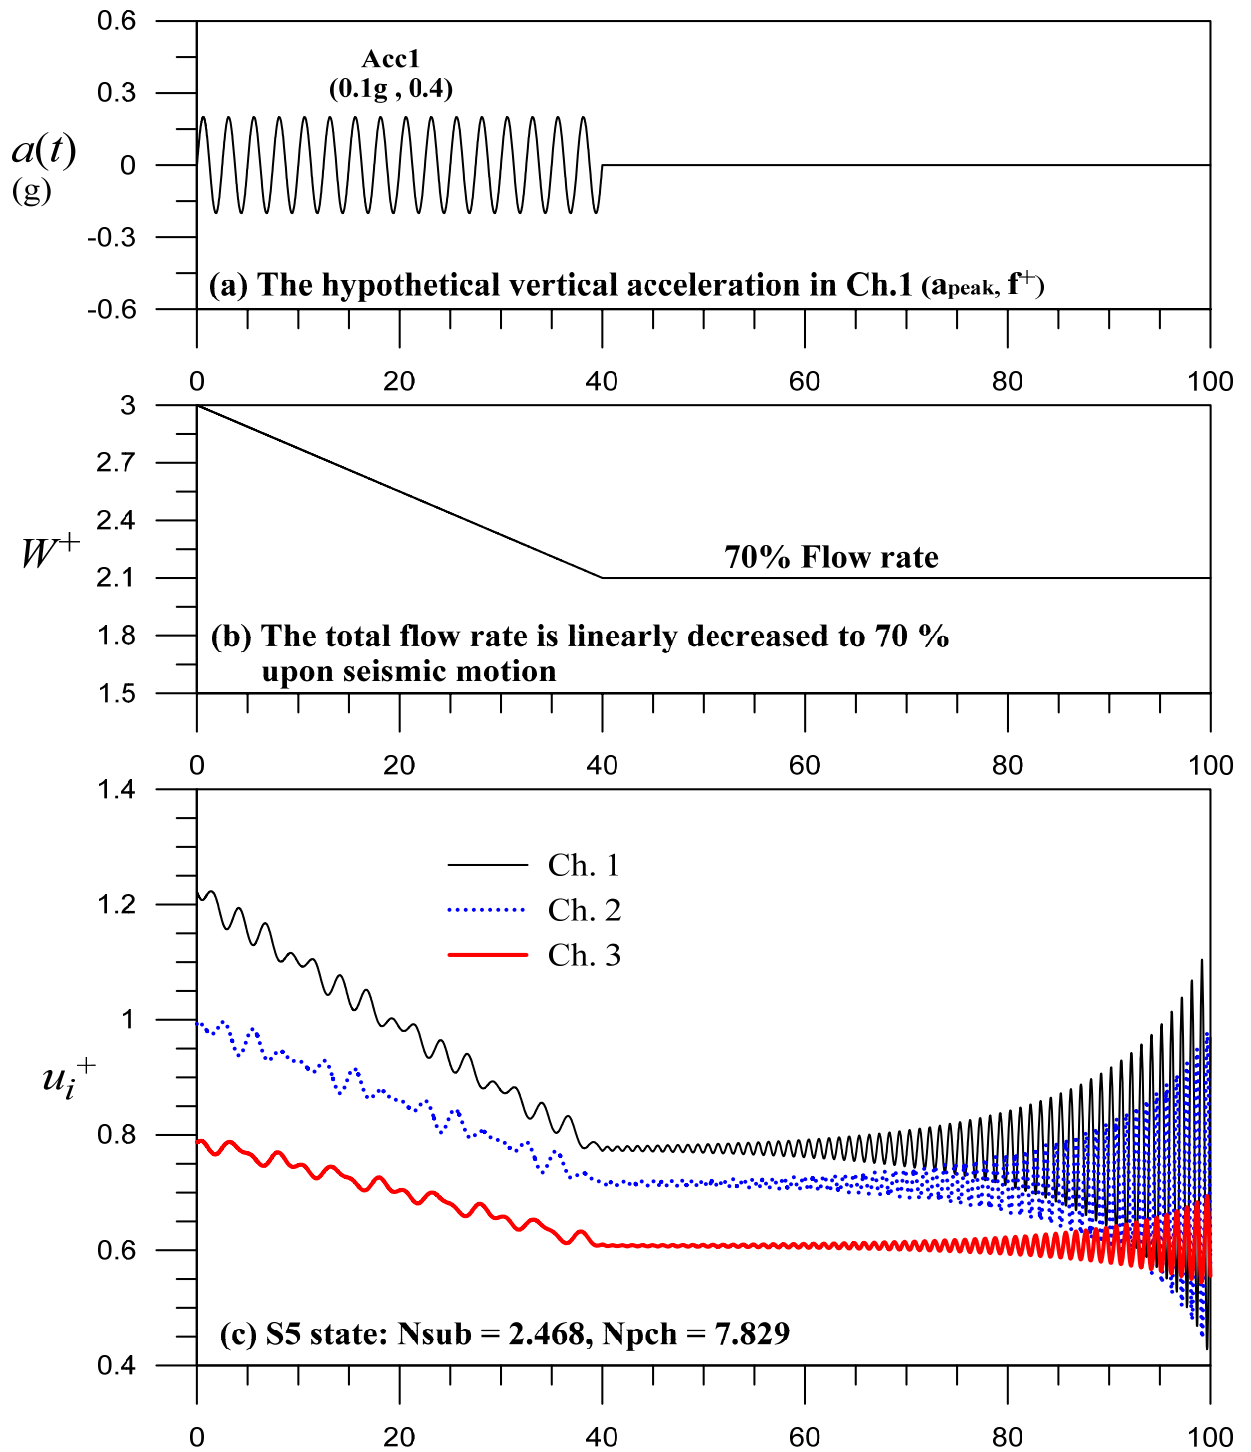 0.6
Acc1
(0.1g , 0.4)
0.3
a(t)
(g)
0
-0.3
(a) The hypothetical vertical acceleration in Ch.1 (apeak, f+)
-0.6
0 20 40 60 80 100
3
2.7
2.4
W+
70% Flow rate
2.1
1.8
(b) The total flow rate is linearly decreased to 70 %
upon seismic motion
1.5
0 20 40 60 80 100
1.4
Ch. 1
1.2
Ch. 2
Ch. 3
1
ui+
0.8
0.6
(c) S5 state: Nsub = 2.468, Npch = 7.829
0.4
0 20 40 60 80 100